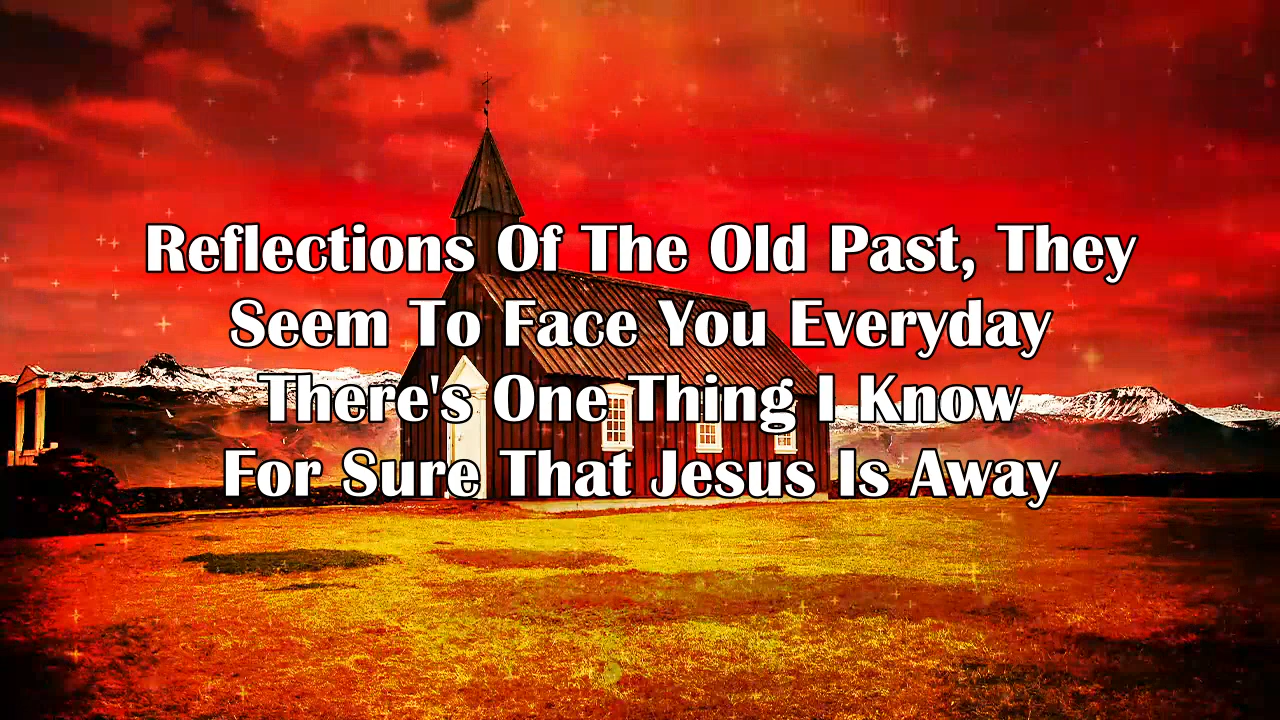 Reflections Of The Old Past, They
Seem To Face You Everyday
There's One Thing I Know
For Sure That Jesus Is Away